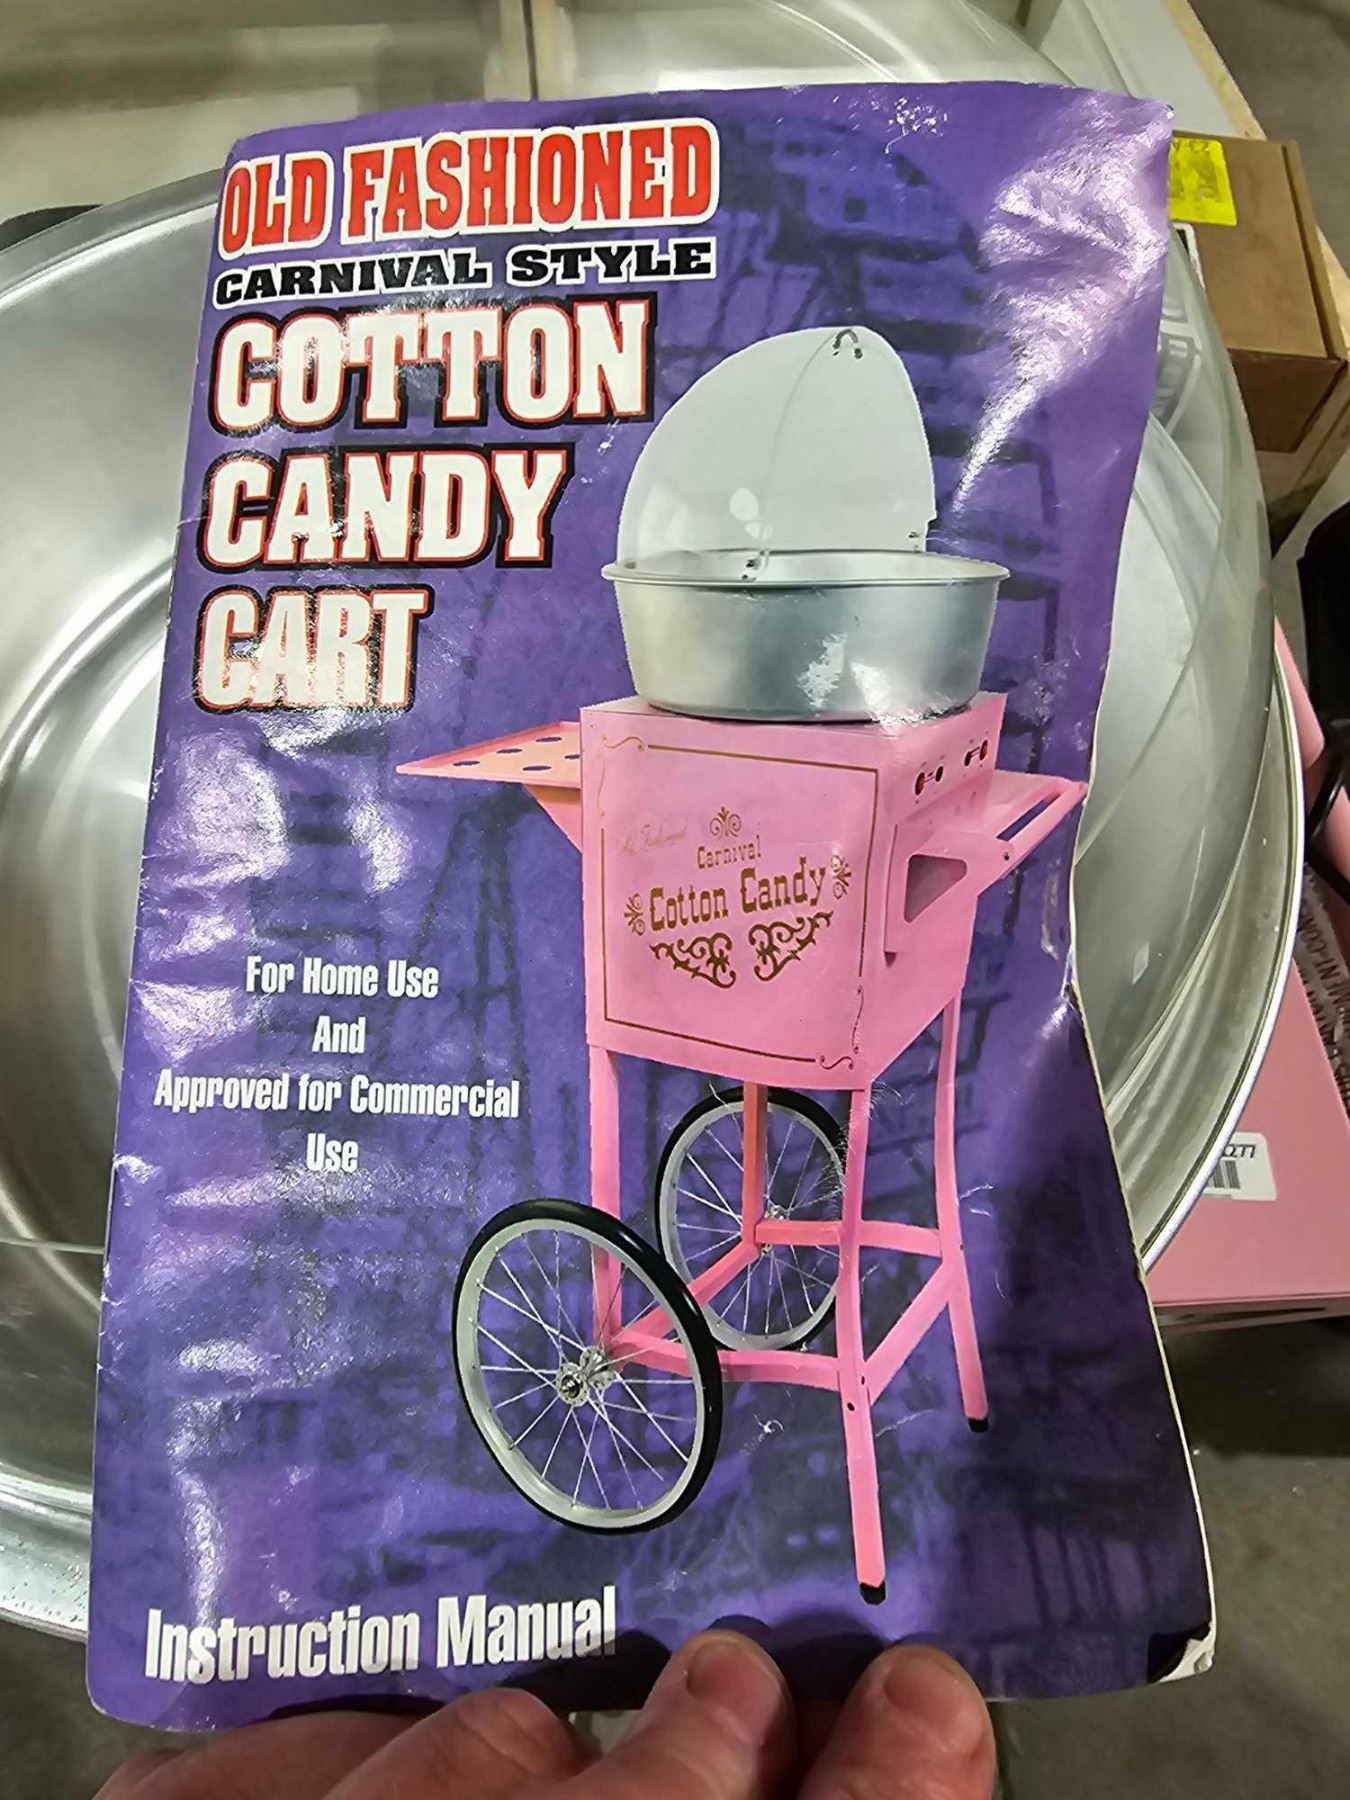 OLD FASHIONED
CARNIVAL STYLE
COTTON
CANDY
CART
Carnival
Cotton Candy
For Home Use
And
Approved for Commercial
Use
Instruction Manual